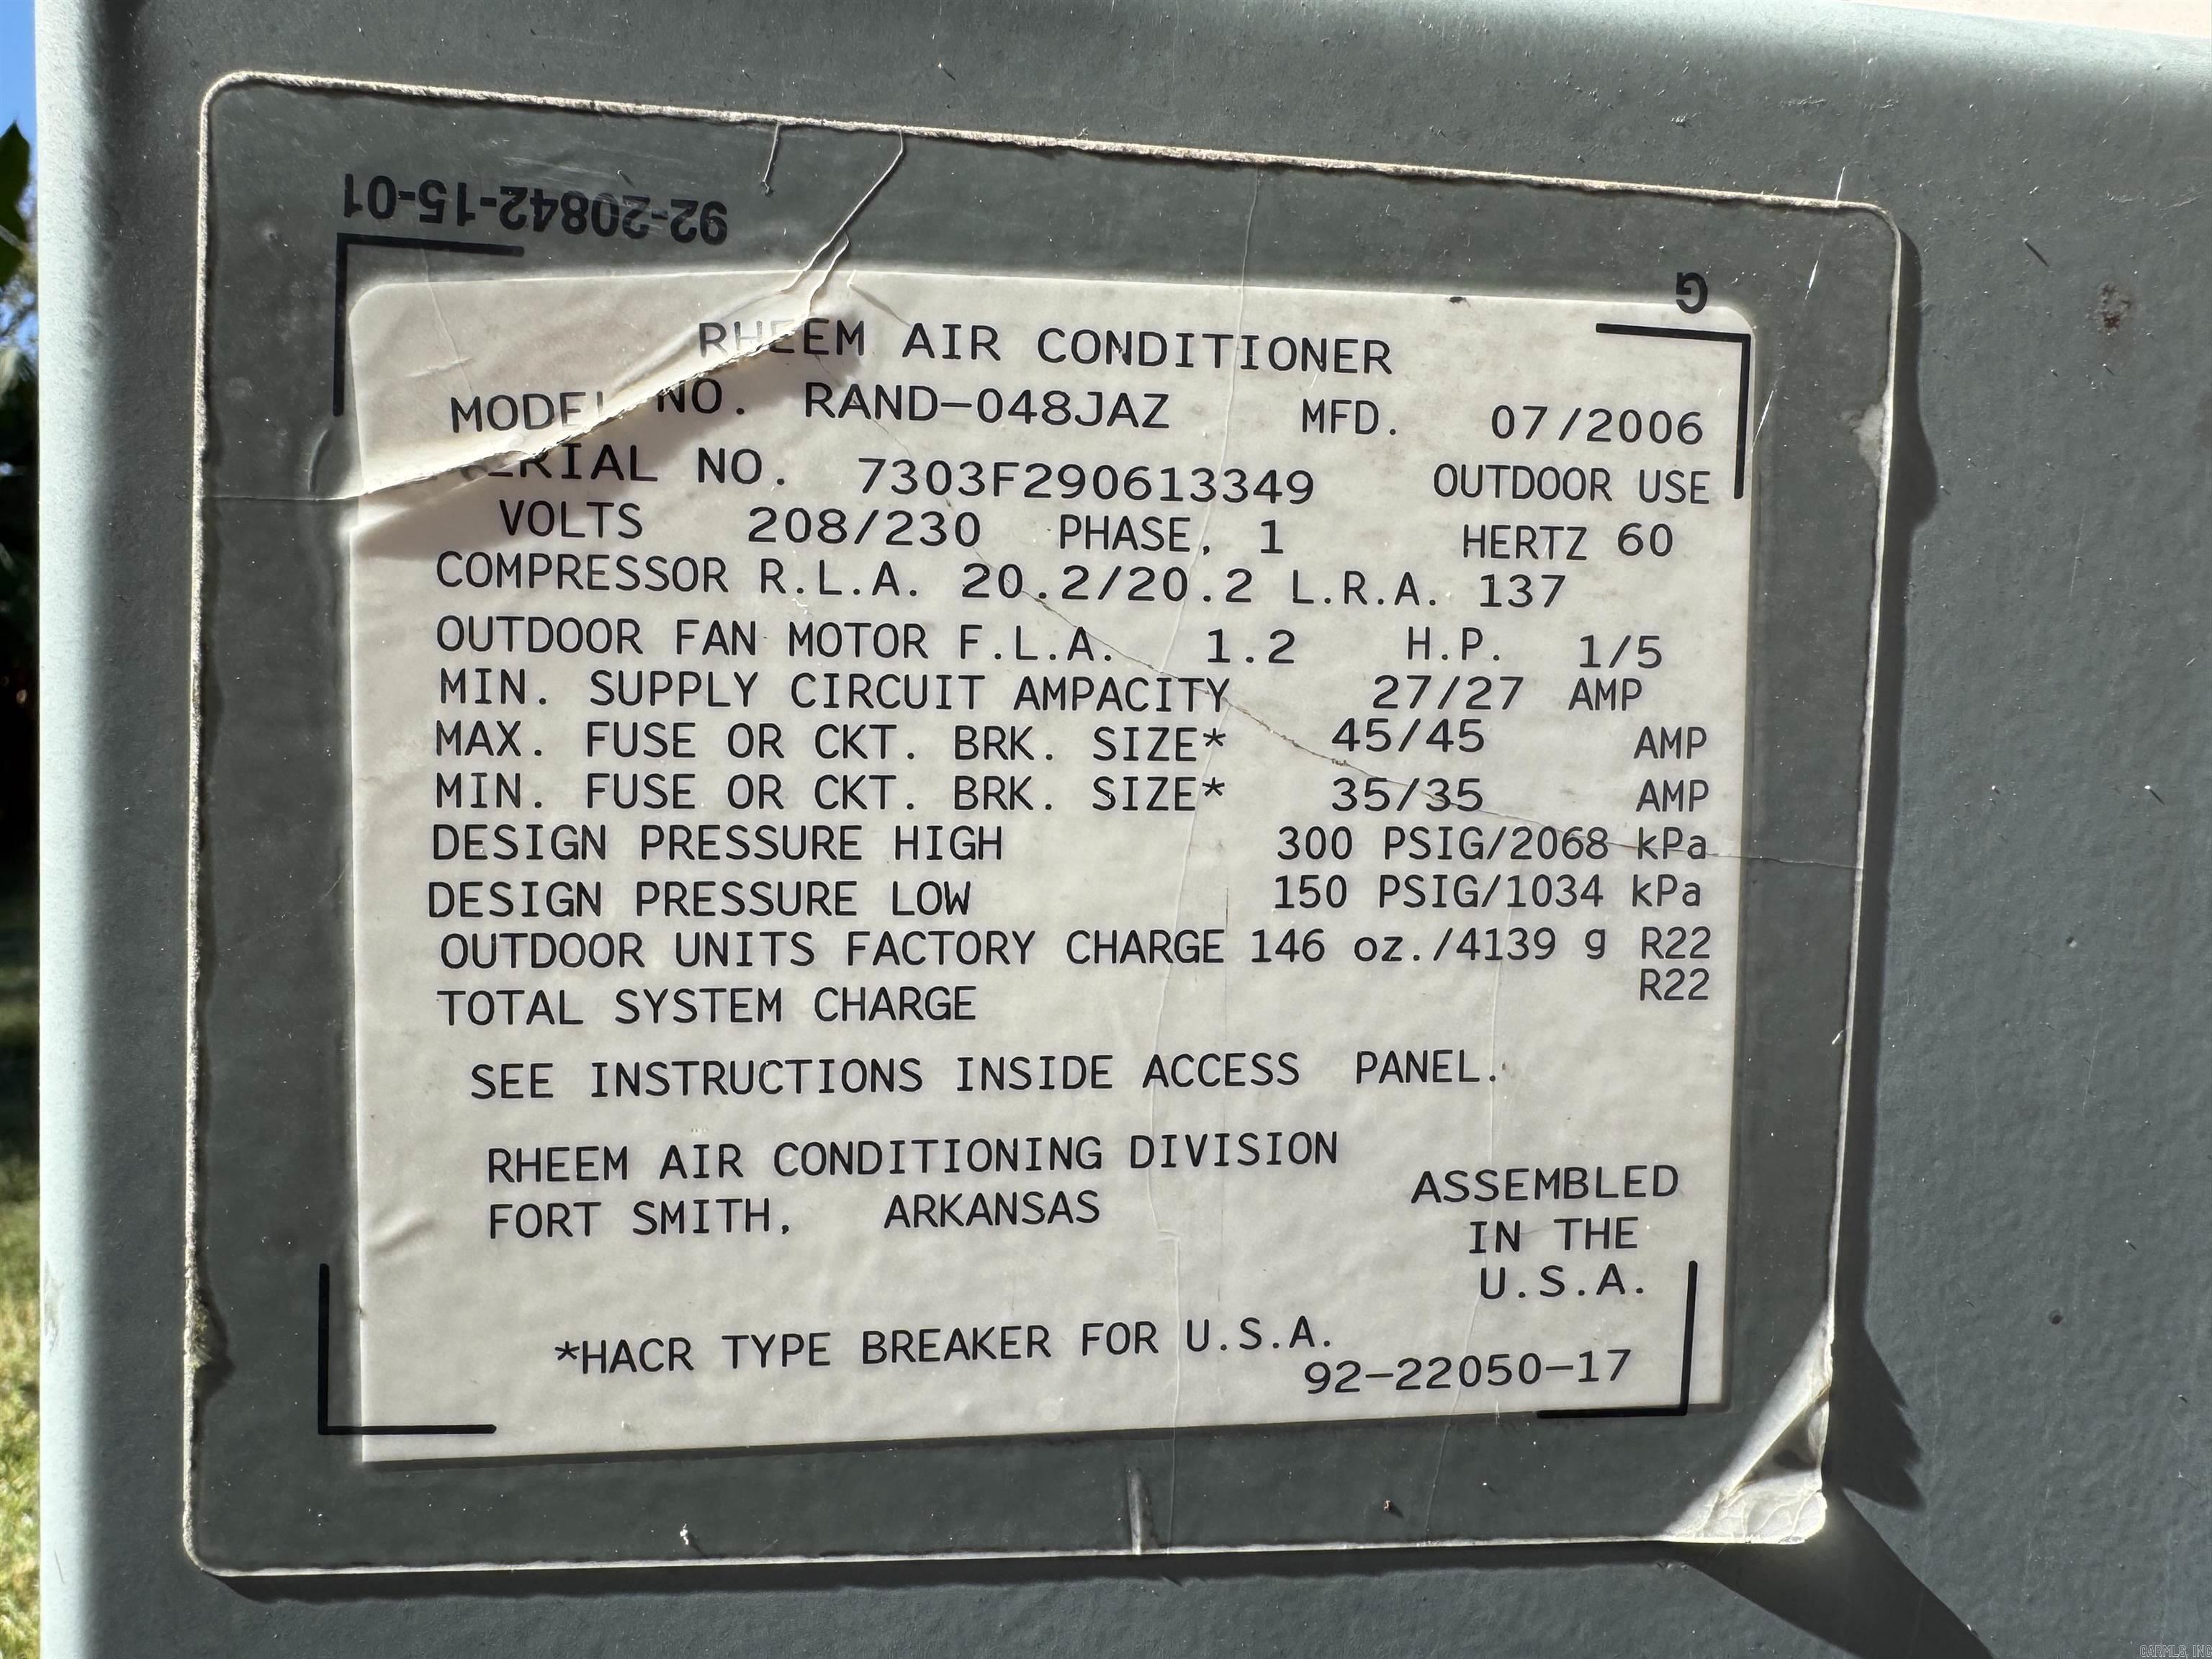 92-20842-15-01
G
RHEEM AIR CONDITIONER
MODEL NO. RAND-048JAZ MFD. 07/2006
SERIAL NO. 7303F290613349 OUTDOOR USE
VOLTS 208/230 PHASE. 1 HERTZ 60
COMPRESSOR R.L.A. 20.2/20.2 L.R.A. 137
OUTDOOR FAN MOTOR F.L.A. 1.2 H.P. 1/5
MIN. SUPPLY CIRCUIT AMPACITY 27/27 AMP
MAX. FUSE OR CKT. BRK. SIZE* 45/45 AMP
MIN. FUSE OR CKT. BRK. SIZE* 35/35 AMP
DESIGN PRESSURE HIGH 300 PSIG/2068 kPa
DESIGN PRESSURE LOW 150 PSIG/1034 kPa
OUTDOOR UNITS FACTORY CHARGE 146 oz./4139 g R22
TOTAL SYSTEM CHARGE R22
SEE INSTRUCTIONS INSIDE ACCESS PANEL.
RHEEM AIR CONDITIONING DIVISION
FORT SMITH, ARKANSAS
ASSEMBLED
IN THE
U.S.A.
*HACR TYPE BREAKER FOR U.S.A.
92-22050-17
CARMLS, INC